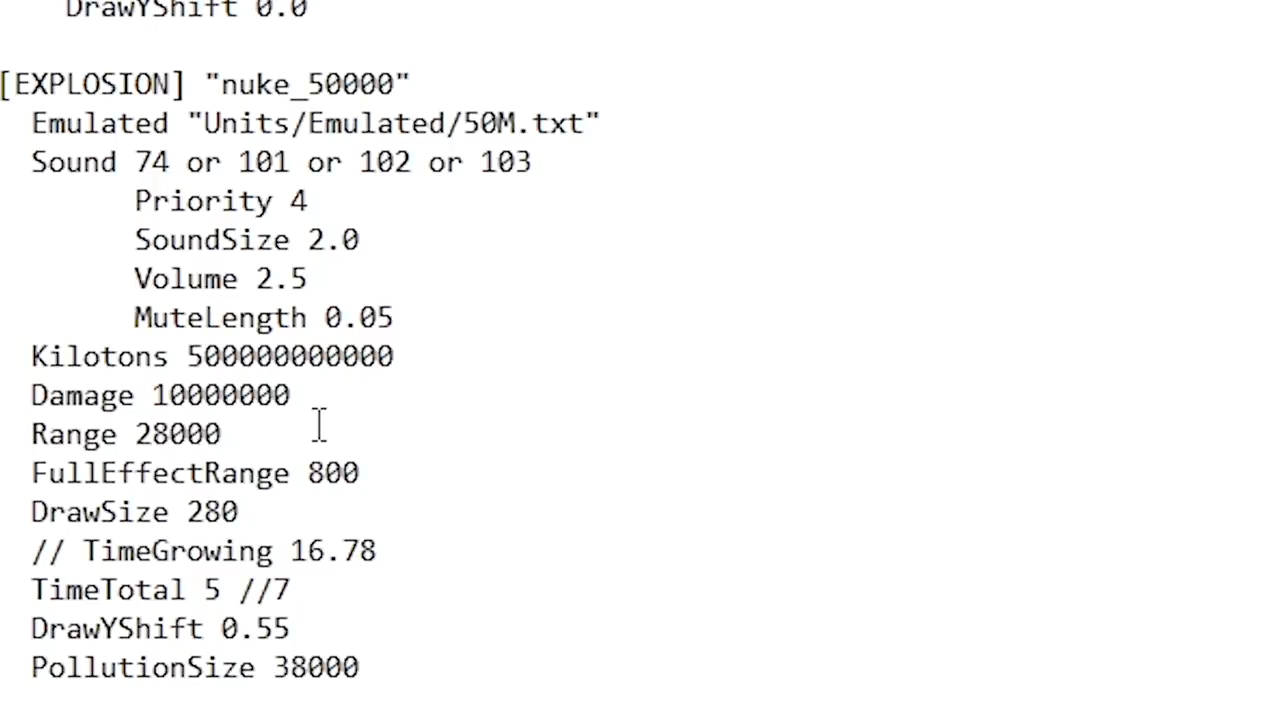 DrawYShift 0.0
[EXPLOSION] "nuke_50000"
Emulated "Units/Emulated/50M.txt"
Sound 74 or 101 or 102 or 103
Priority 4
SoundSize 2.0
Volume 2.5
MuteLength 0.05
Kilotons 500000000000
Damage 10000000
Range 28000
FullEffectRange 800
DrawSize 280
// TimeGrowing 16.78
TimeTotal 5 //7
DrawYShift 0.55
PollutionSize 38000